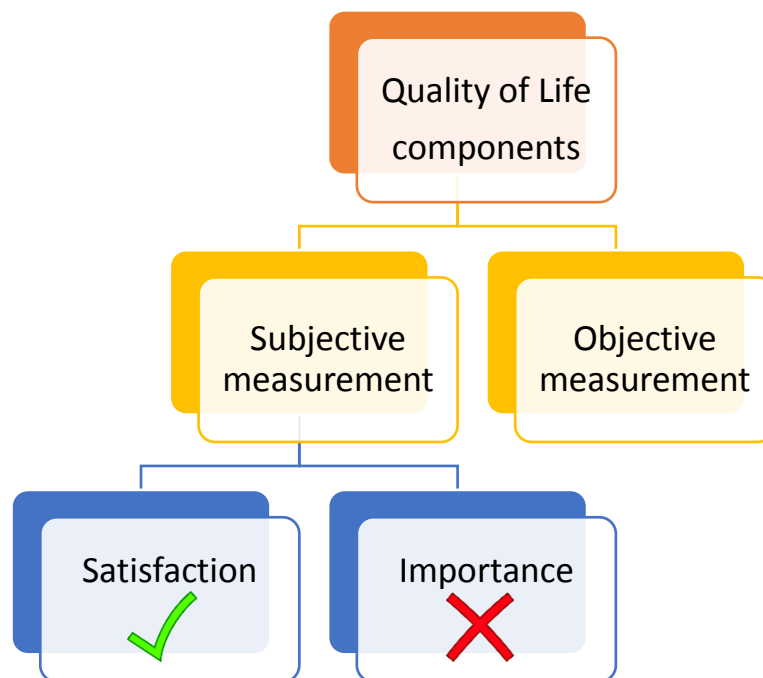 Quality of Life
components
Subjective
measurement
Objective
measurement
Satisfaction
Importance